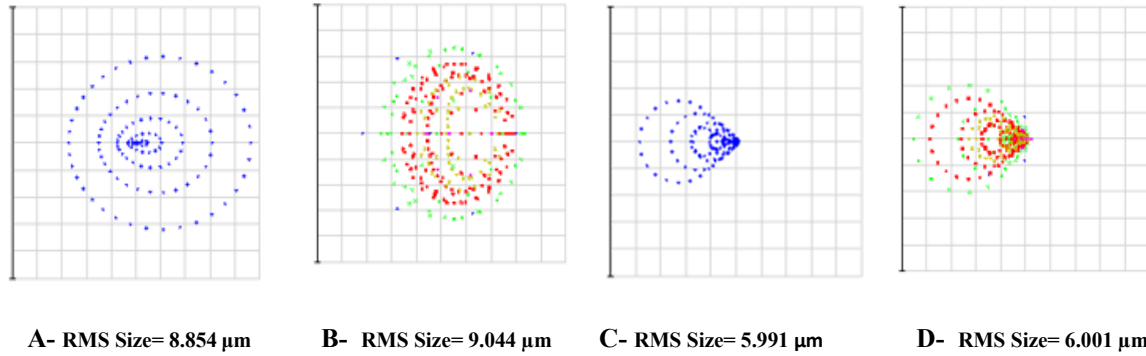 A- RMS Size= 8.854 μm B- RMS Size= 9.044 μm C- RMS Size= 5.991 μm D- RMS Size= 6.001 μm